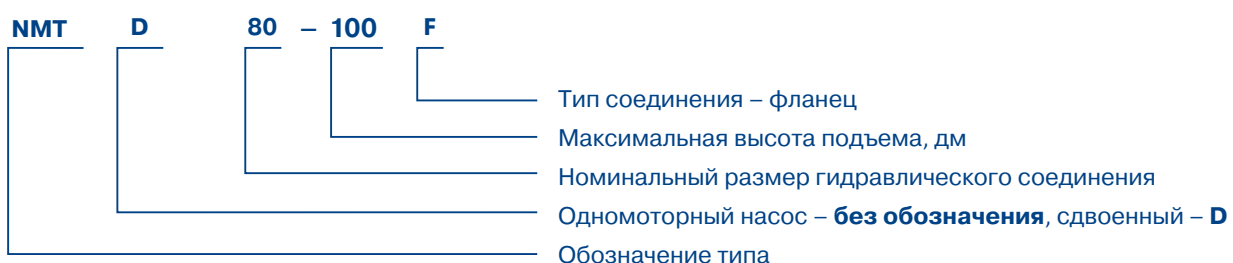 NMT D 80 – 100 F
Тип соединения – фланец
Максимальная высота подъема, дм
Номинальный размер гидравлического соединения
Одномоторный насос – без обозначения, сдвоенный – D
Обозначение типа